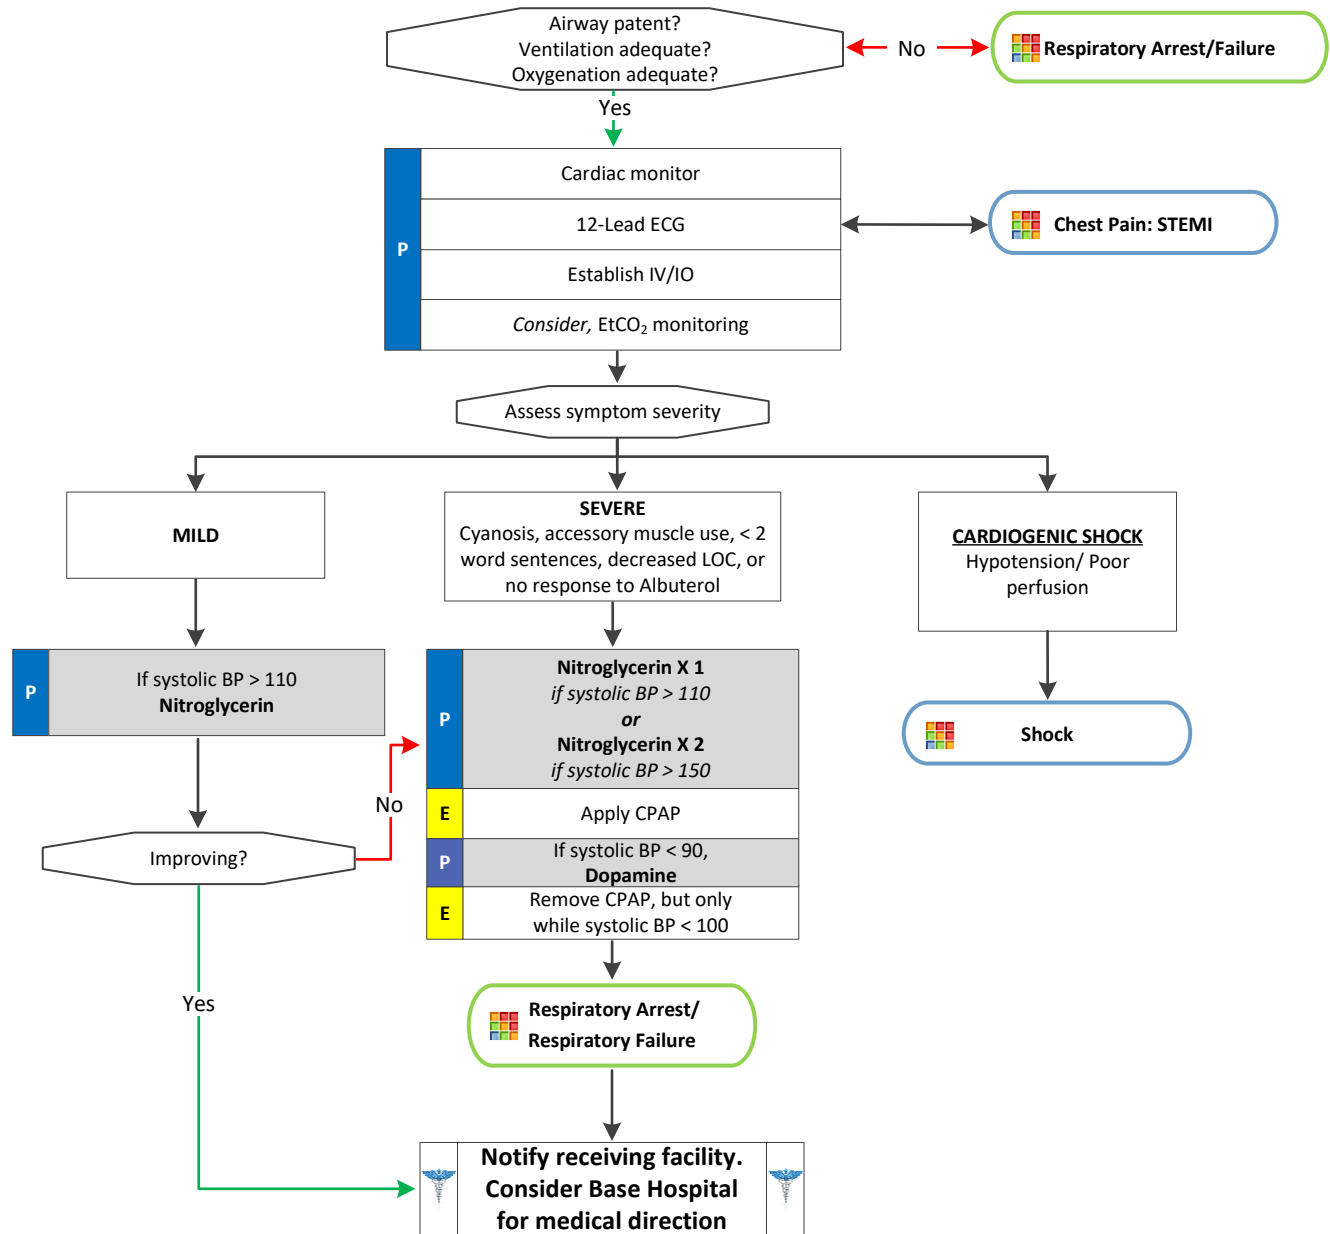 Airway patent?
Ventilation adequate?
Oxygenation adequate?
No
Respiratory Arrest/Failure
Yes
P
Cardiac monitor
12-Lead ECG
Establish IV/IO
Consider, EtCO₂ monitoring
Chest Pain: STEMI
Assess symptom severity
MILD
SEVERE
Cyanosis, accessory muscle use, < 2
word sentences, decreased LOC, or
no response to Albuterol
CARDIOGENIC SHOCK
Hypotension/ Poor
perfusion
P
If systolic BP > 110
Nitroglycerin
P
Nitroglycerin X 1
if systolic BP > 110
or
Nitroglycerin X 2
if systolic BP > 150
Shock
No
E
Apply CPAP
Improving?
P
If systolic BP < 90,
Dopamine
E
Remove CPAP, but only
while systolic BP < 100
Yes
Respiratory Arrest/
Respiratory Failure
Notify receiving facility.
Consider Base Hospital
for medical direction